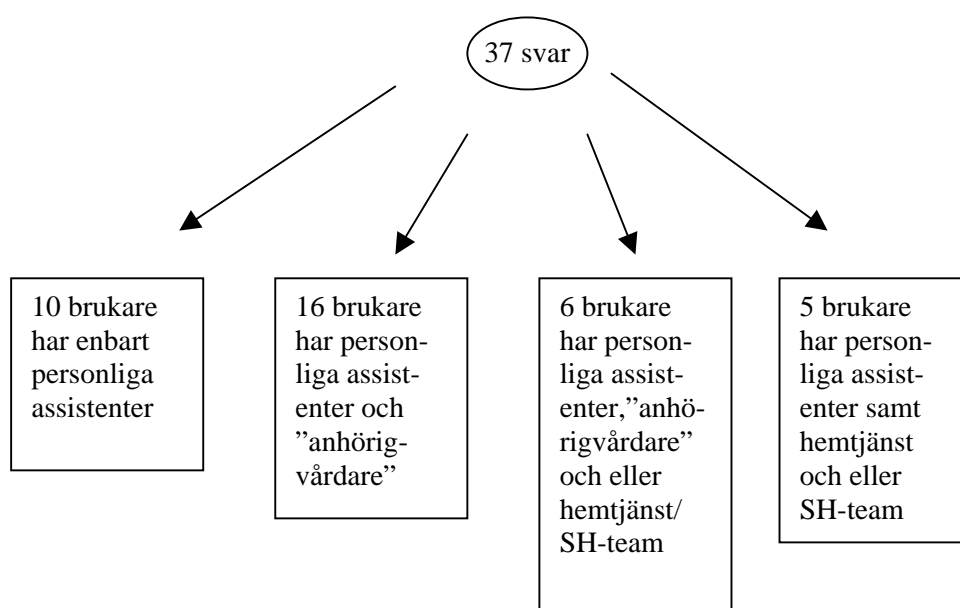 37 svar
10 brukare
har enbart
personliga
assistenter
16 brukare
har person-
liga assist-
enter och
”anhörig-
vårdare”
6 brukare
har person-
liga assist-
enter,”anhö-
rigvårdare”
och eller
hemtjänst/
SH-team
5 brukare
har person-
liga assist-
enter samt
hemtjänst
och eller
SH-team